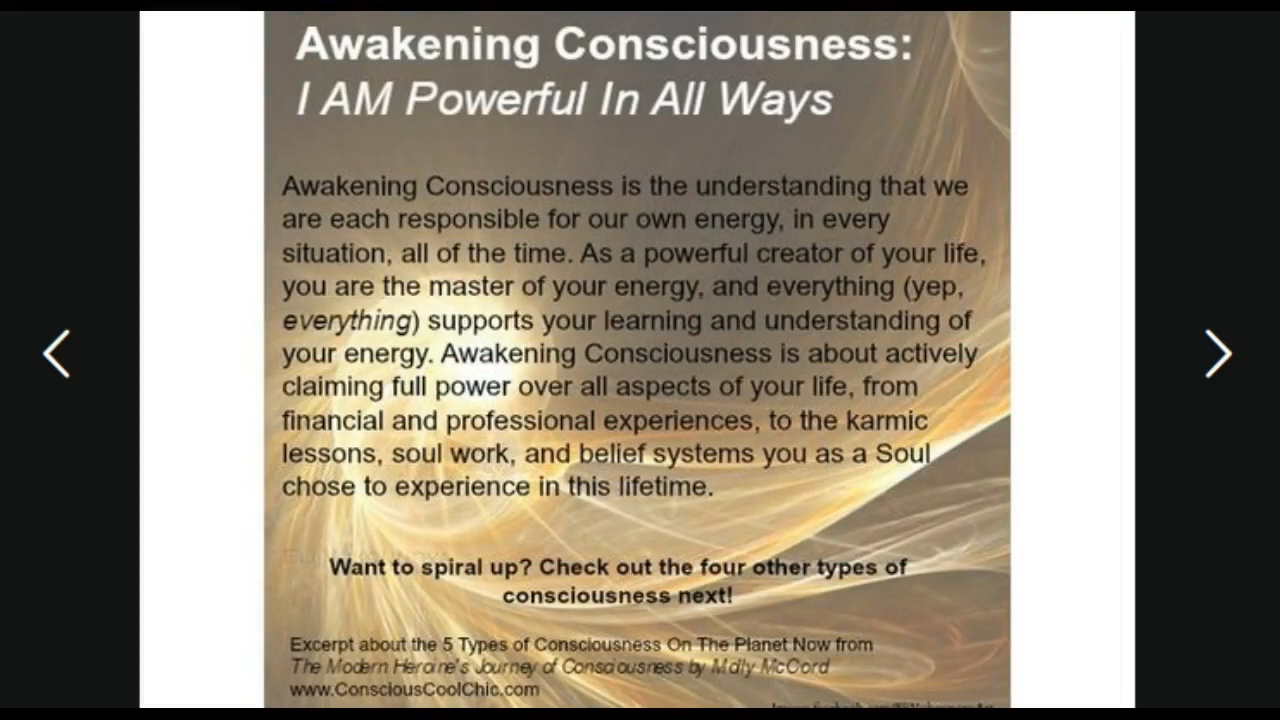 Awakening Consciousness:
I AM Powerful In All Ways
Awakening Consciousness is the understanding that we
are each responsible for our own energy, in every
situation, all of the time. As a powerful creator of your life,
you are the master of your energy, and everything (yep,
everything) supports your learning and understanding of
your energy. Awakening Consciousness is about actively
claiming full power over all aspects of your life, from
financial and professional experiences, to the karmic
lessons, soul work, and belief systems you as a Soul
chose to experience in this lifetime.
Want to spiral up? Check out the four other types of
consciousness next!
Excerpt about the 5 Types of Consciousness On The Planet Now from
The Modern Heroine's Journey of Consciousness by Molly McCord
www.ConsciousCoolChic.com